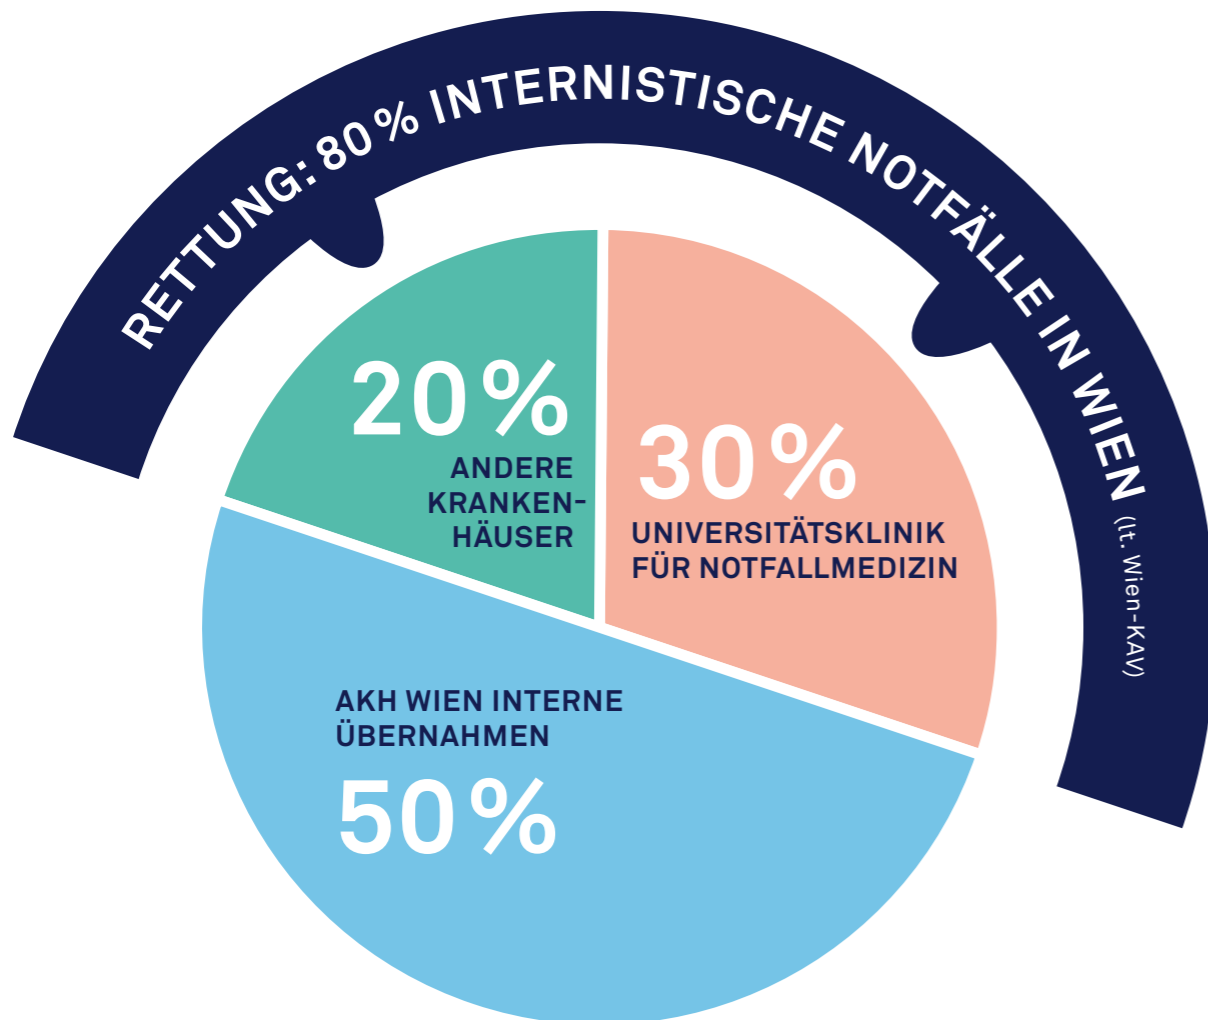 RETTUNG: 80% INTERNISTISCHE NOTFÄLLE IN WIEN (lt. Wien-KAV)
20%
ANDERE
KRANKEN-
HÄUSER
30%
UNIVERSITÄTSKLINIK
FÜR NOTFALLMEDIZIN
AKH WIEN INTERNE
ÜBERNAHMEN
50%